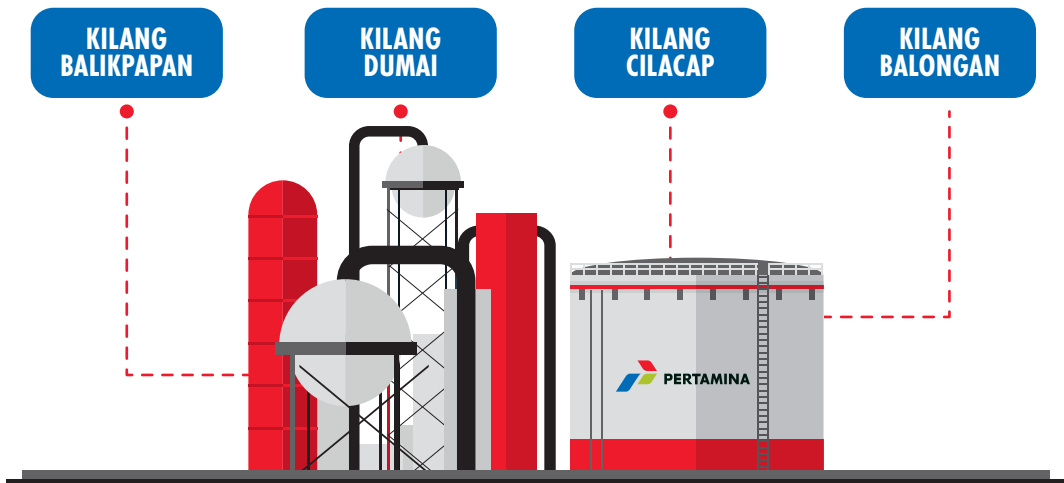 KILANG
BALIKPAPAN
KILANG
DUMAI
KILANG
CILACAP
KILANG
BALONGAN
PERTAMINA